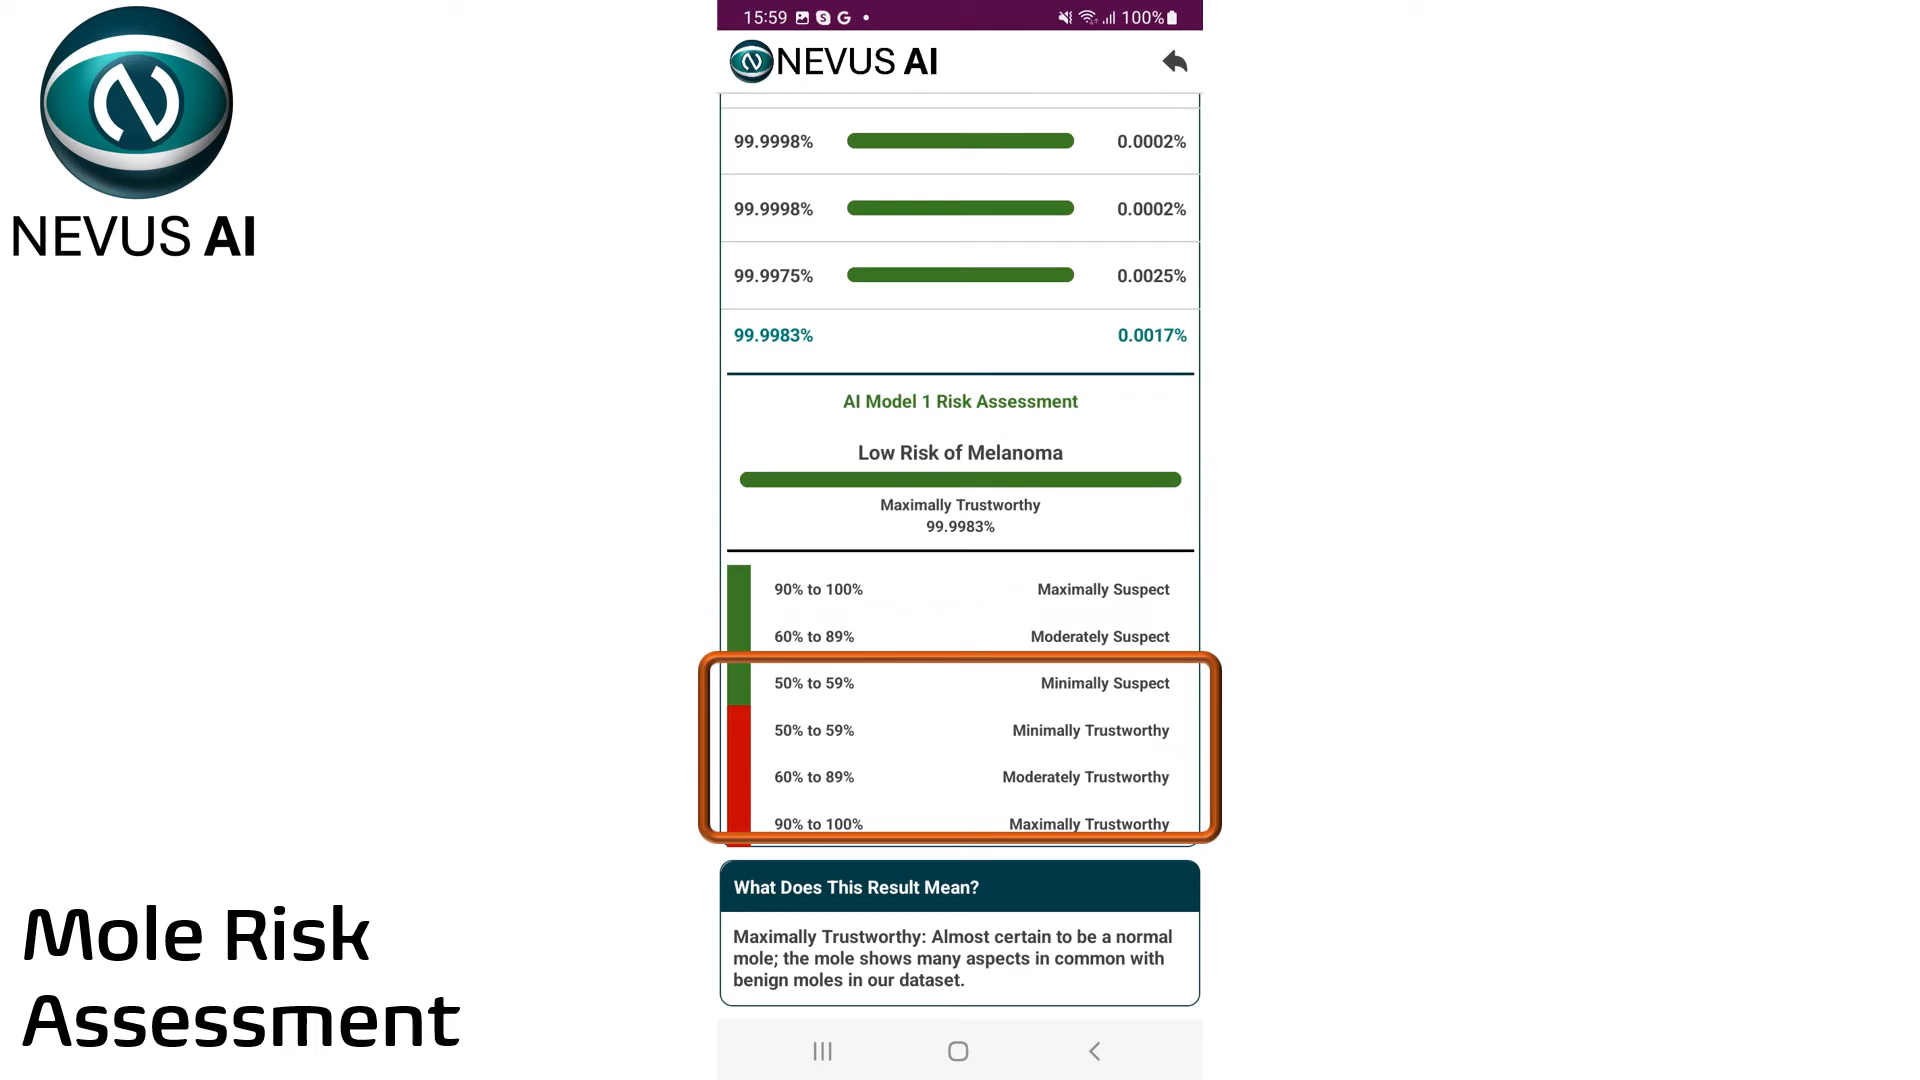 NEVUS AI
15:59
100%
NEVUS AI
99.9998% 0.0002%
99.9998% 0.0002%
99.9975% 0.0025%
99.9983% 0.0017%
AI Model 1 Risk Assessment
Low Risk of Melanoma
Maximally Trustworthy
99.9983%
90% to 100% Maximally Suspect
60% to 89% Moderately Suspect
50% to 59% Minimally Suspect
50% to 59% Minimally Trustworthy
60% to 89% Moderately Trustworthy
90% to 100% Maximally Trustworthy
What Does This Result Mean?
Maximally Trustworthy: Almost certain to be a normal
mole; the mole shows many aspects in common with
benign moles in our dataset.
Mole Risk
Assessment